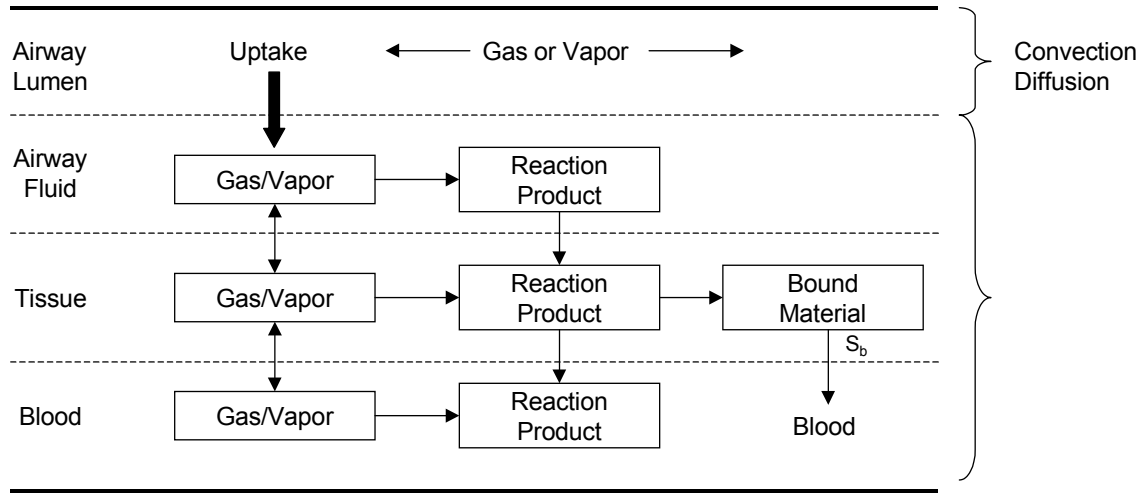 Airway
Lumen
Uptake
Gas or Vapor
Convection
Diffusion
Airway
Fluid
Gas/Vapor
Reaction
Product
Tissue
Gas/Vapor
Reaction
Product
Bound
Material
S_b
Blood
Gas/Vapor
Reaction
Product
Blood